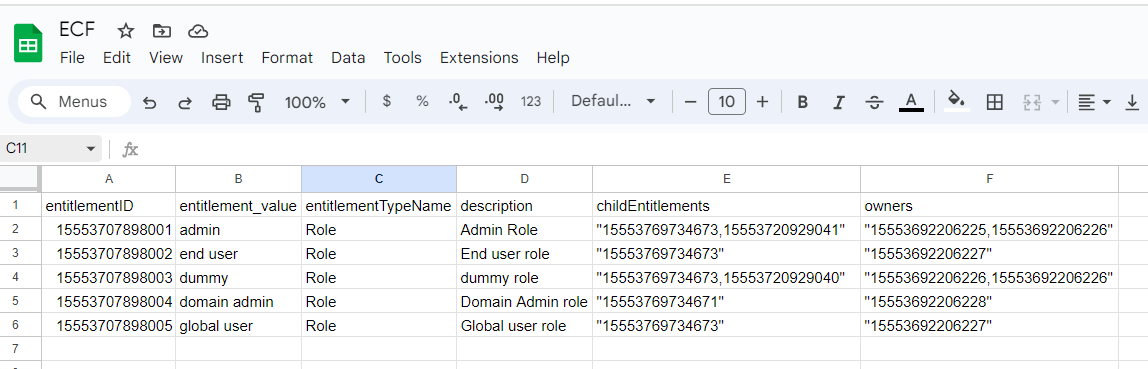 ECF
File Edit View Insert Format Data Tools Extensions Help
Menus 100% $ % .0 .00 123 Defaul... 10 B I S A
C11 fx
A B C D E F
1 entitlementID entitlement_value entitlementTypeName description childEntitlements owners
2 15553707898001 admin Role Admin Role "15553769734673,15553720929041" "15553692206225,15553692206226"
3 15553707898002 end user Role End user role "15553769734673" "15553692206227"
4 15553707898003 dummy Role dummy role "15553769734673,15553720929040" "15553692206226,15553692206226"
5 15553707898004 domain admin Role Domain Admin role "15553769734671" "15553692206228"
6 15553707898005 global user Role Global user role "15553769734673" "15553692206227"
7